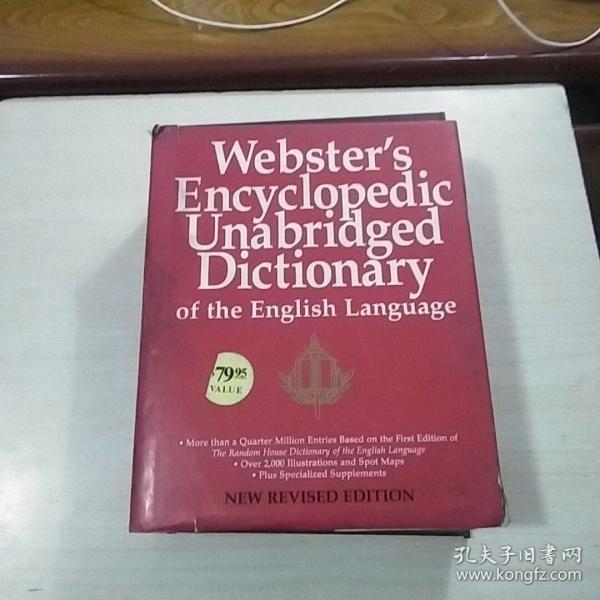 Webster's
Encyclopedic
Unabridged
Dictionary
of the English Language
$79.95
VALUE
• More than a Quarter Million Entries Based on the First Edition of
The Random House Dictionary of the English Language
• Over 2,000 Illustrations and Spot Maps
• Plus Specialized Supplements
NEW REVISED EDITION
孔夫子旧书网
www.kongfz.com